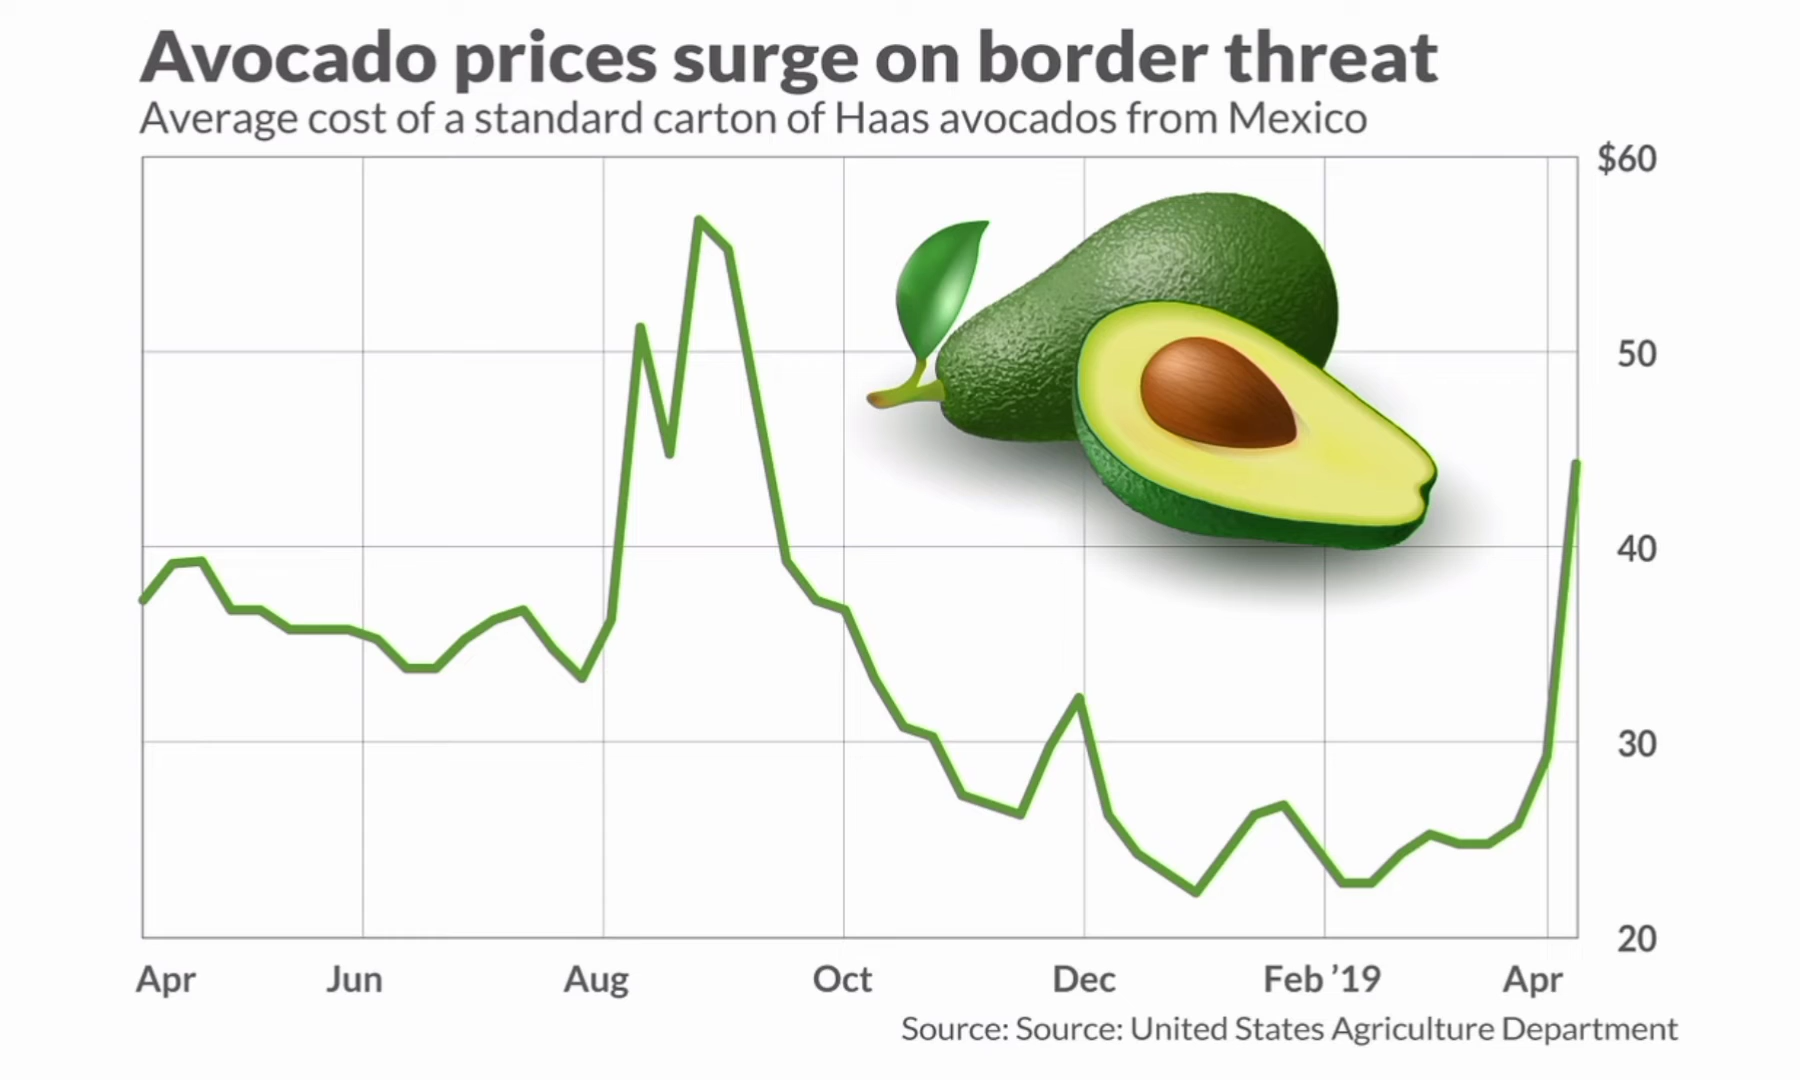 Avocado prices surge on border threat
Average cost of a standard carton of Haas avocados from Mexico
$60
50
40
30
20
Apr Jun Aug Oct Dec Feb ’19 Apr
Source: Source: United States Agriculture Department